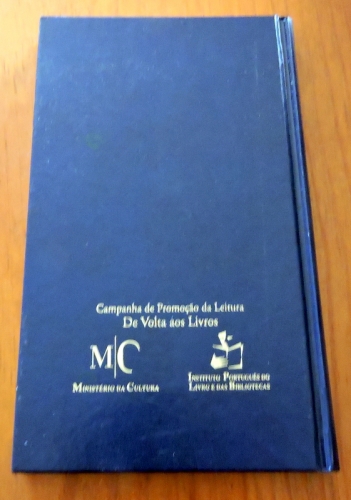 Campanha de Promoção da Leitura
De Volta aos Livros
M|C
MINISTÉRIO DA CULTURA
INSTITUTO PORTUGUÊS DO
LIVRO E DAS BIBLIOTECAS